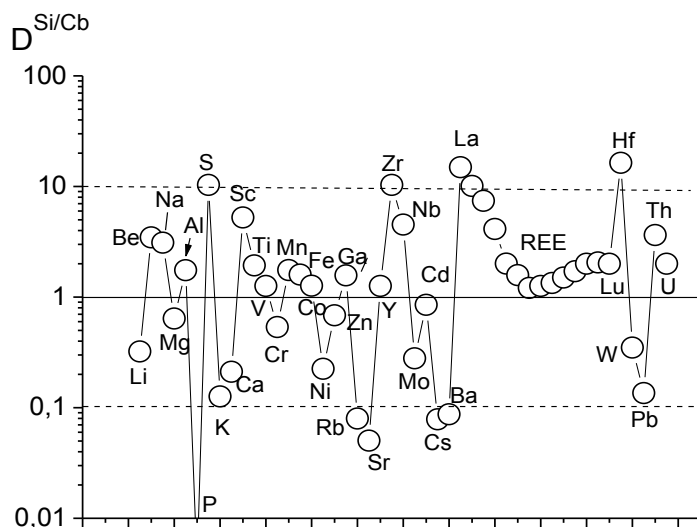 D^Si/Cb
100
La
Hf
S
Zr
10
Na
Sc
Nb
Th
Al
Be
Ti
Mn
Fe
Ga
Cd
REE
1
Mg
V
Co
Zn
Y
Lu
U
Li
Cr
Ni
Mo
W
Ca
Ba
0,1
K
Rb
Cs
Pb
Sr
P
0,01